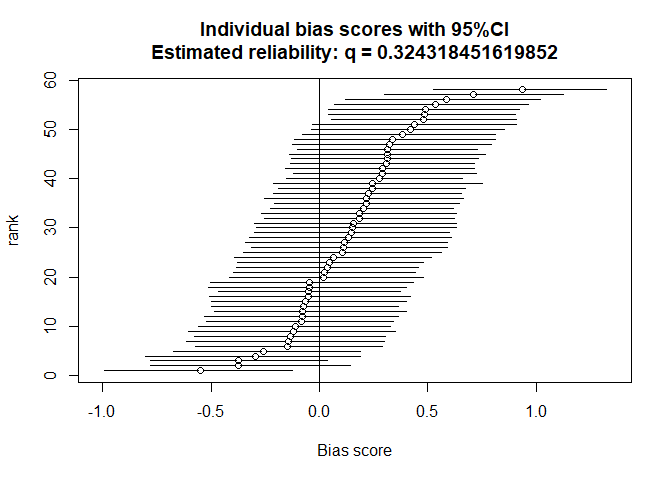 Individual bias scores with 95%CI
Estimated reliability: q = 0.324318451619852
60
50
40
30
20
10
0
rank
-1.0 -0.5 0.0 0.5 1.0
Bias score